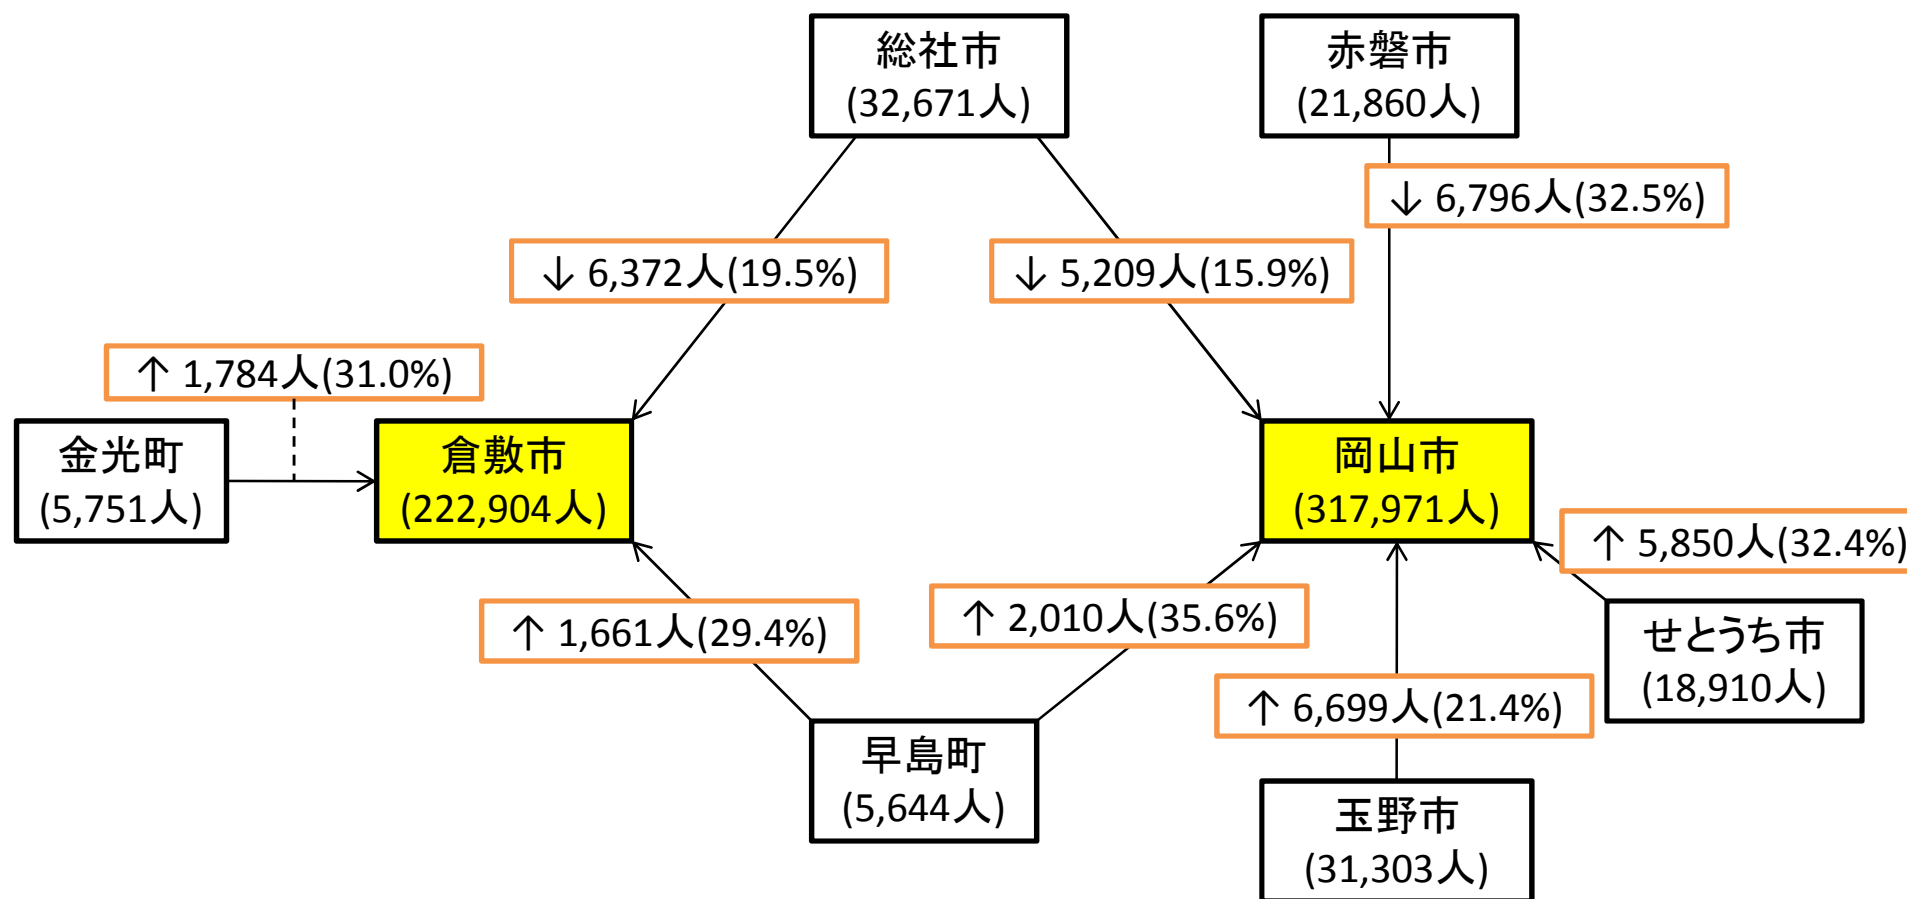 総社市
(32,671人)
赤磐市
(21,860人)
↓ 6,796人(32.5%)
↓ 6,372人(19.5%)
↓ 5,209人(15.9%)
↑ 1,784人(31.0%)
金光町
(5,751人)
倉敷市
(222,904人)
岡山市
(317,971人)
↑ 5,850人(32.4%)
↑ 1,661人(29.4%)
↑ 2,010人(35.6%)
せとうち市
(18,910人)
↑ 6,699人(21.4%)
早島町
(5,644人)
玉野市
(31,303人)